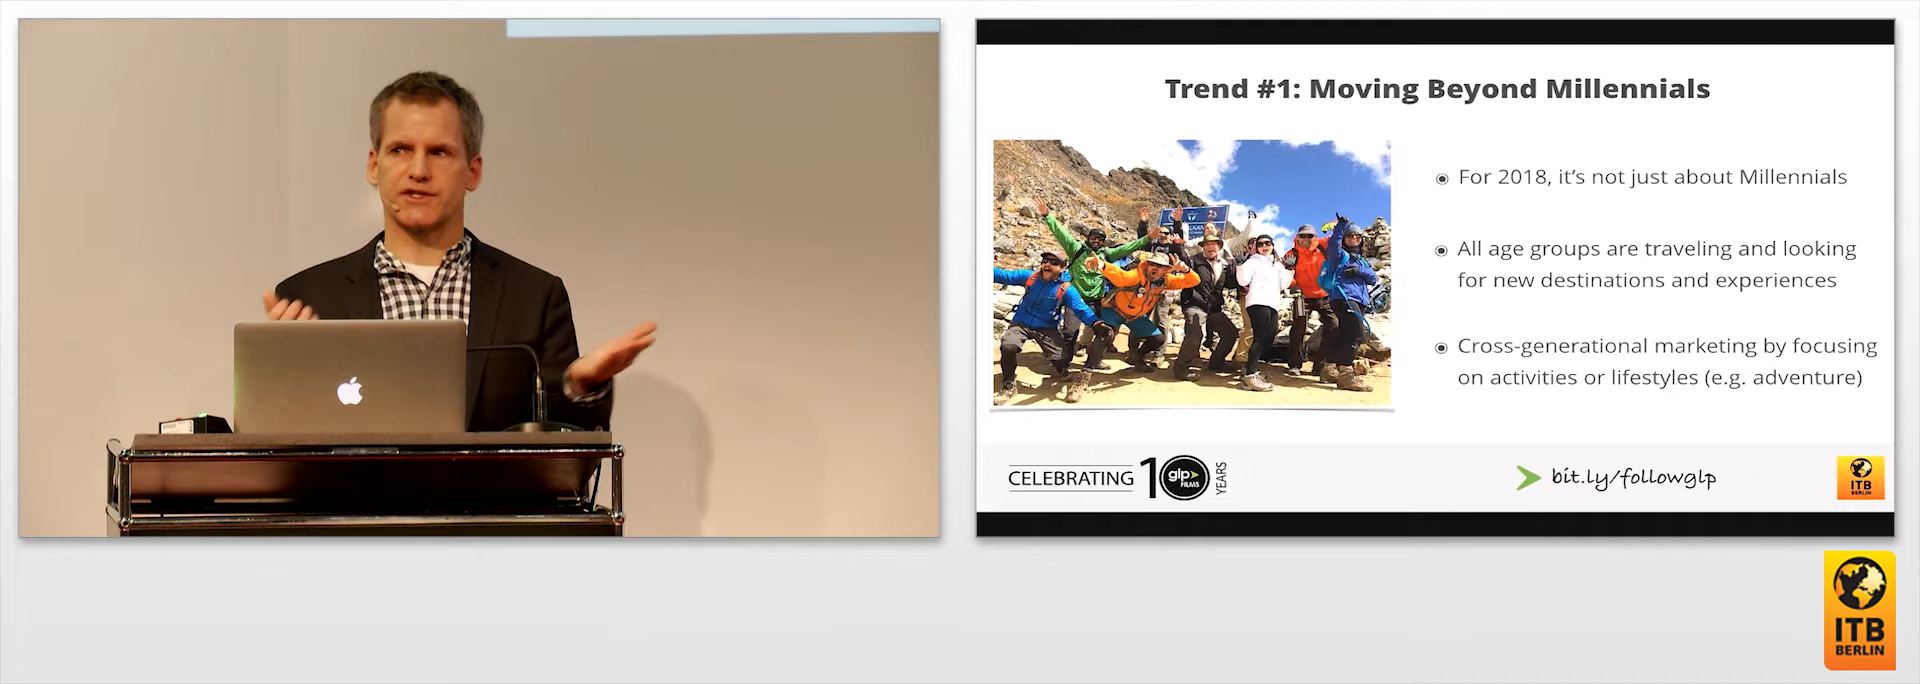 Trend #1: Moving Beyond Millennials
For 2018, it's not just about Millennials
All age groups are traveling and looking
for new destinations and experiences
Cross-generational marketing by focusing
on activities or lifestyles (e.g. adventure)
CELEBRATING 10 YEARS
glp
FILMS
bit.ly/followglp
ITB
BERLIN
ITB
BERLIN